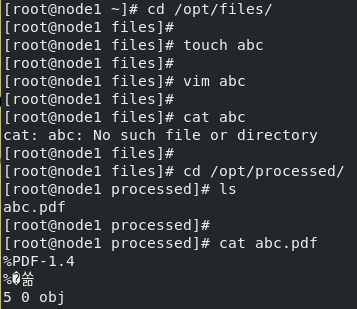 [root@node1 ~]# cd /opt/files/
[root@node1 files]#
[root@node1 files]# touch abc
[root@node1 files]#
[root@node1 files]# vim abc
[root@node1 files]#
[root@node1 files]# cat abc
cat: abc: No such file or directory
[root@node1 files]#
[root@node1 files]# cd /opt/processed/
[root@node1 processed]# ls
abc.pdf
[root@node1 processed]#
[root@node1 processed]# cat abc.pdf
%PDF-1.4
%�쏢
5 0 obj